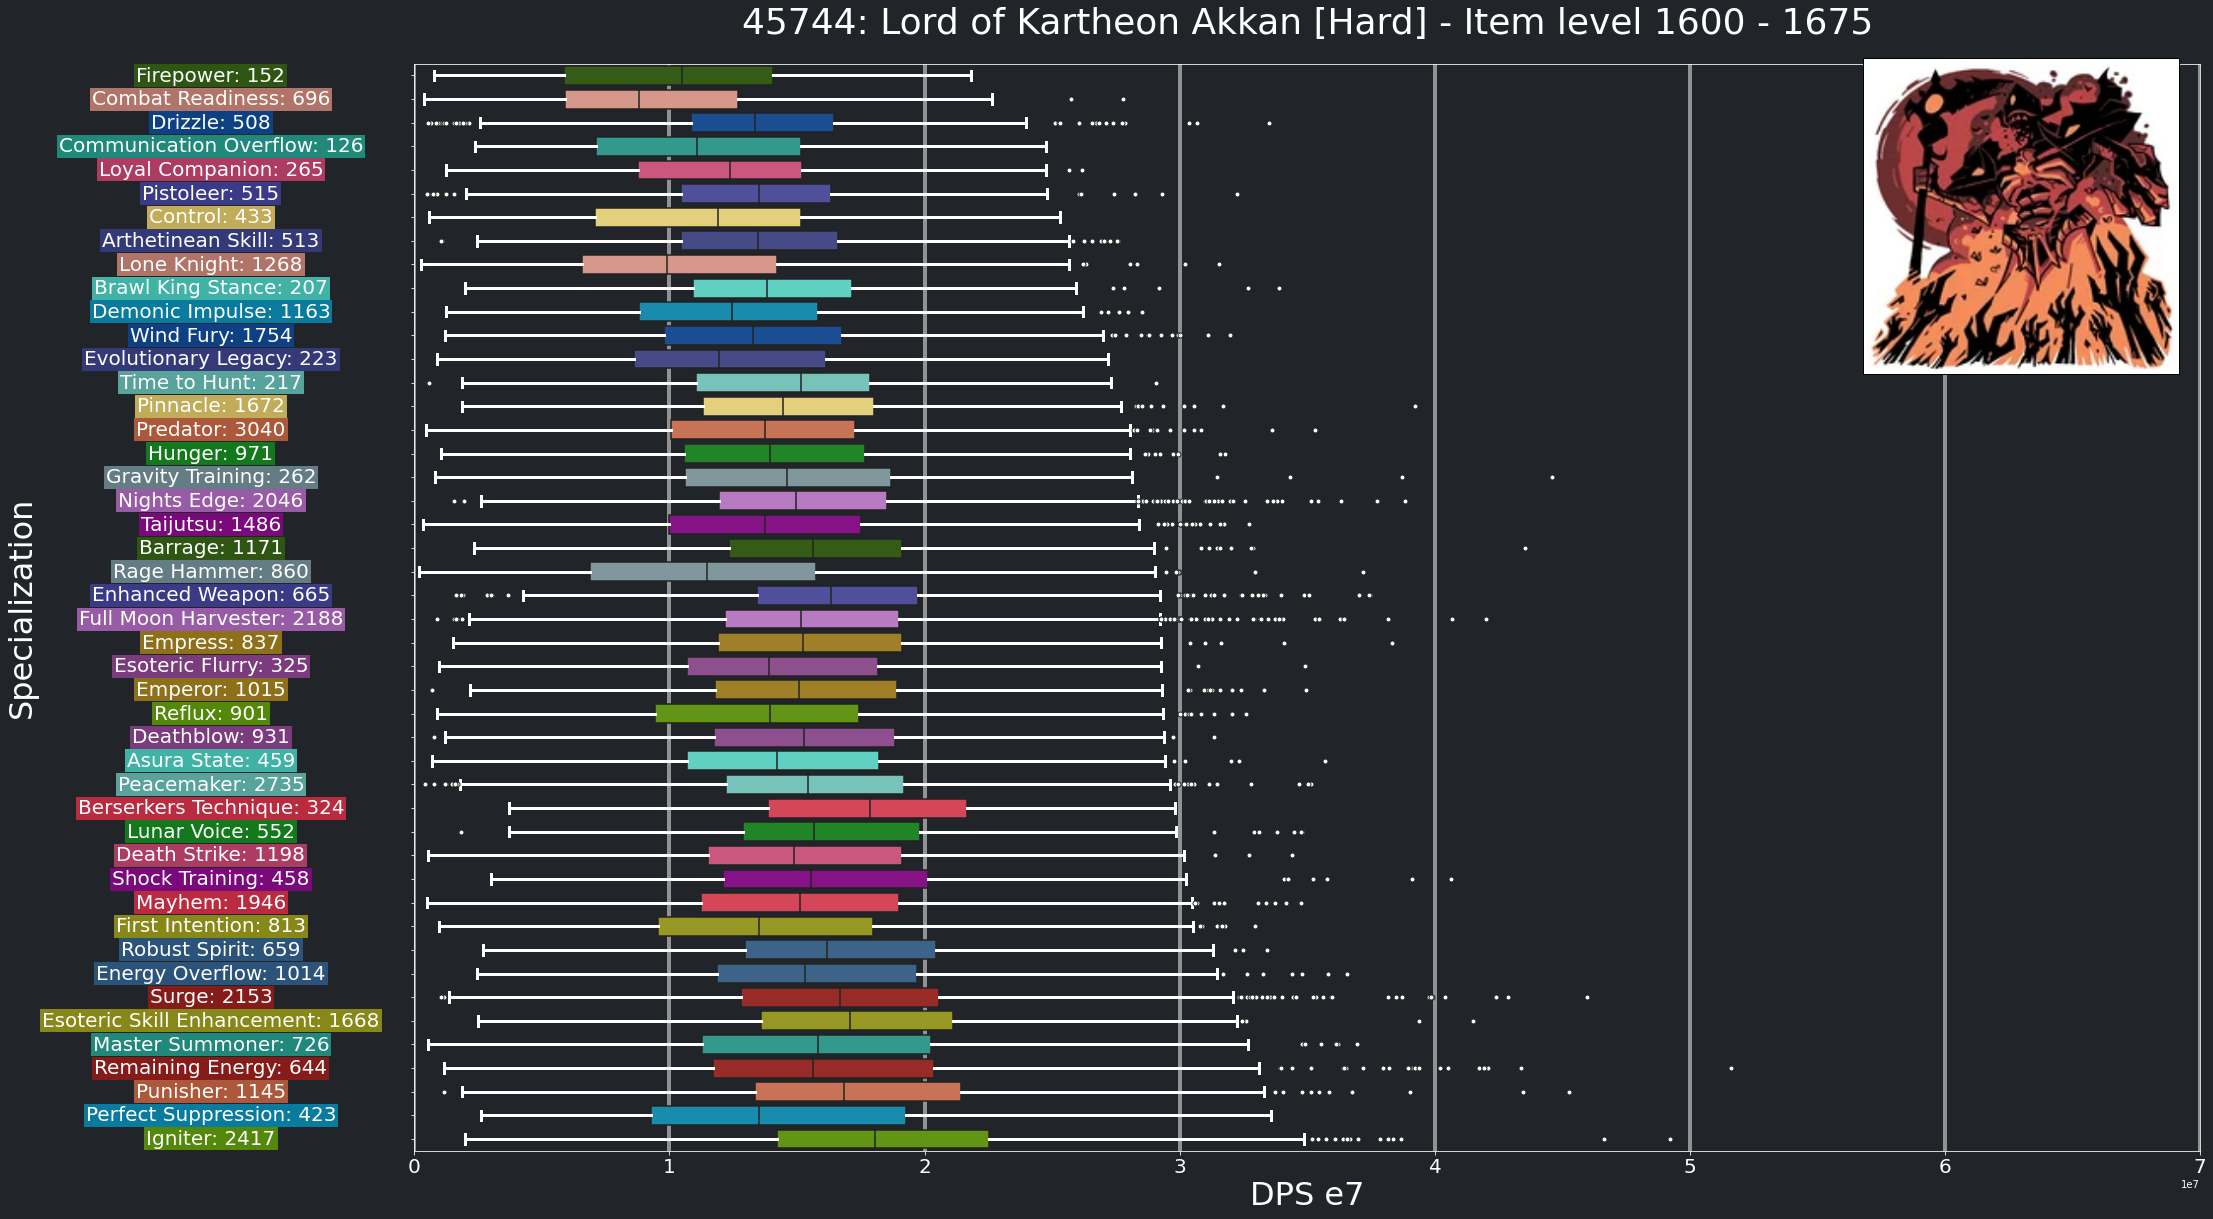 45744: Lord of Kartheon Akkan [Hard] - Item level 1600 - 1675
Specialization
Firepower: 152
Combat Readiness: 696
Drizzle: 508
Communication Overflow: 126
Loyal Companion: 265
Pistoleer: 515
Control: 433
Arthetinean Skill: 513
Lone Knight: 1268
Brawl King Stance: 207
Demonic Impulse: 1163
Wind Fury: 1754
Evolutionary Legacy: 223
Time to Hunt: 217
Pinnacle: 1672
Predator: 3040
Hunger: 971
Gravity Training: 262
Nights Edge: 2046
Taijutsu: 1486
Barrage: 1171
Rage Hammer: 860
Enhanced Weapon: 665
Full Moon Harvester: 2188
Empress: 837
Esoteric Flurry: 325
Emperor: 1015
Reflux: 901
Deathblow: 931
Asura State: 459
Peacemaker: 2735
Berserkers Technique: 324
Lunar Voice: 552
Death Strike: 1198
Shock Training: 458
Mayhem: 1946
First Intention: 813
Robust Spirit: 659
Energy Overflow: 1014
Surge: 2153
Esoteric Skill Enhancement: 1668
Master Summoner: 726
Remaining Energy: 644
Punisher: 1145
Perfect Suppression: 423
Igniter: 2417
0 1 2 3 4 5 6 7
1e7
DPS e7